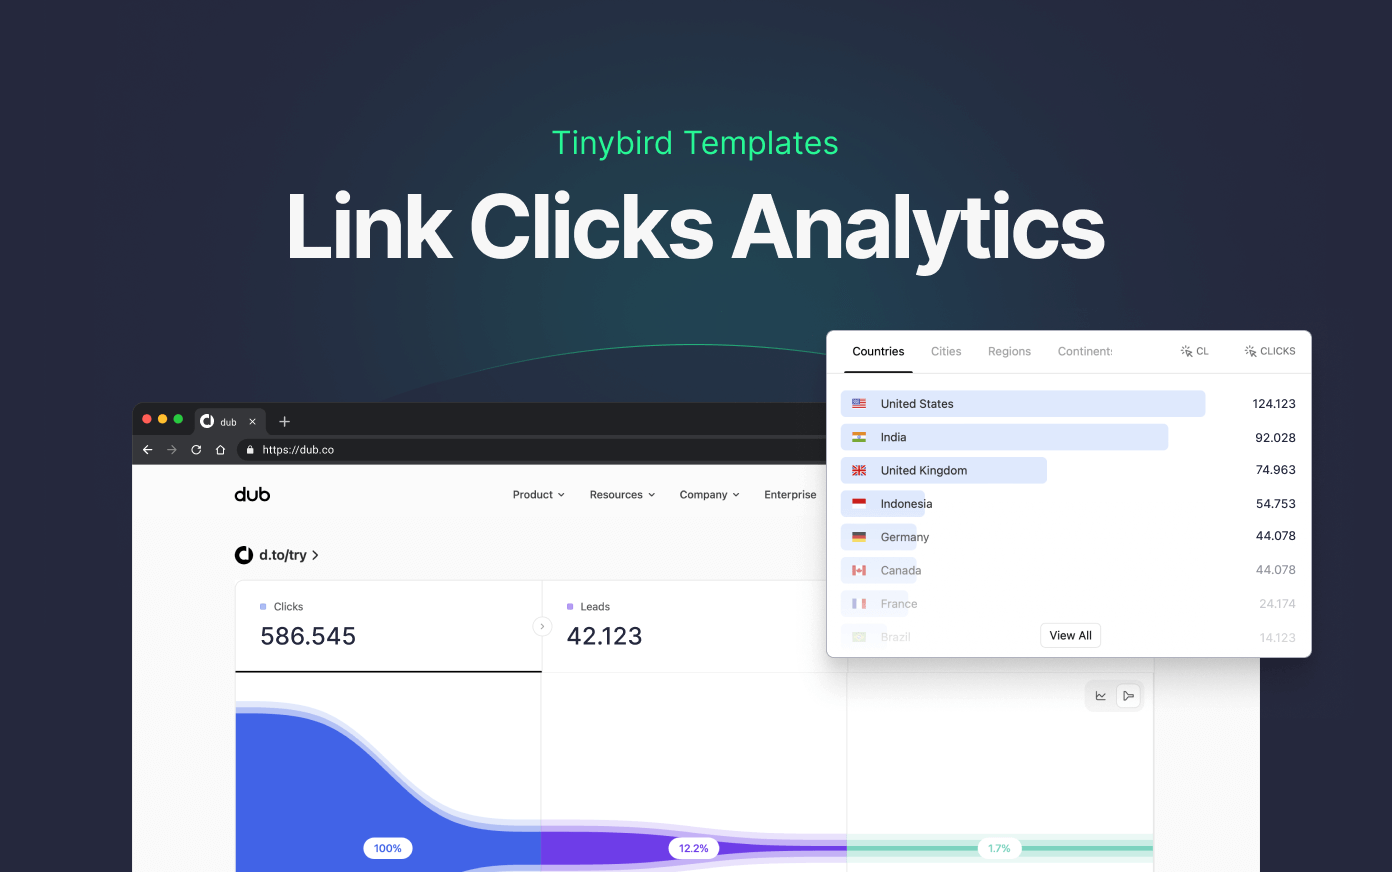 Tinybird Templates
Link Clicks Analytics
Countries Cities Regions Continents CL CLICKS
United States 124.123
India 92.028
United Kingdom 74.963
Indonesia 54.753
Germany 44.078
Canada 44.078
France 24.174
Brazil 14.123
View All
dub
https://dub.co
dub Product Resources Company Enterprise
d.to/try
Clicks
586.545
Leads
42.123
100% 12.2% 1.7%